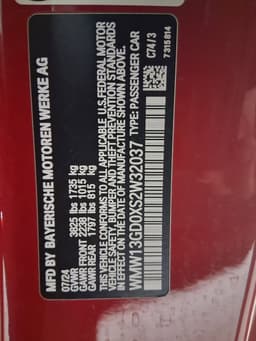 MFD BY BAYERISCHE MOTOREN WERKE AG
07/24
GVWR 3825 lbs 1735 kg
GAWR FRONT 2238 lbs 1015 kg
GAWR REAR 1797 lbs 815 kg
THIS VEHICLE CONFORMS TO ALL APPLICABLE U.S. FEDERAL MOTOR
VEHICLE SAFETY, BUMPER, AND THEFT PREVENTION STANDARDS
IN EFFECT ON THE DATE OF MANUFACTURE SHOWN ABOVE.
WMW13GD0XS2W32037 TYPE: PASSENGER CAR
C74/3
7315814